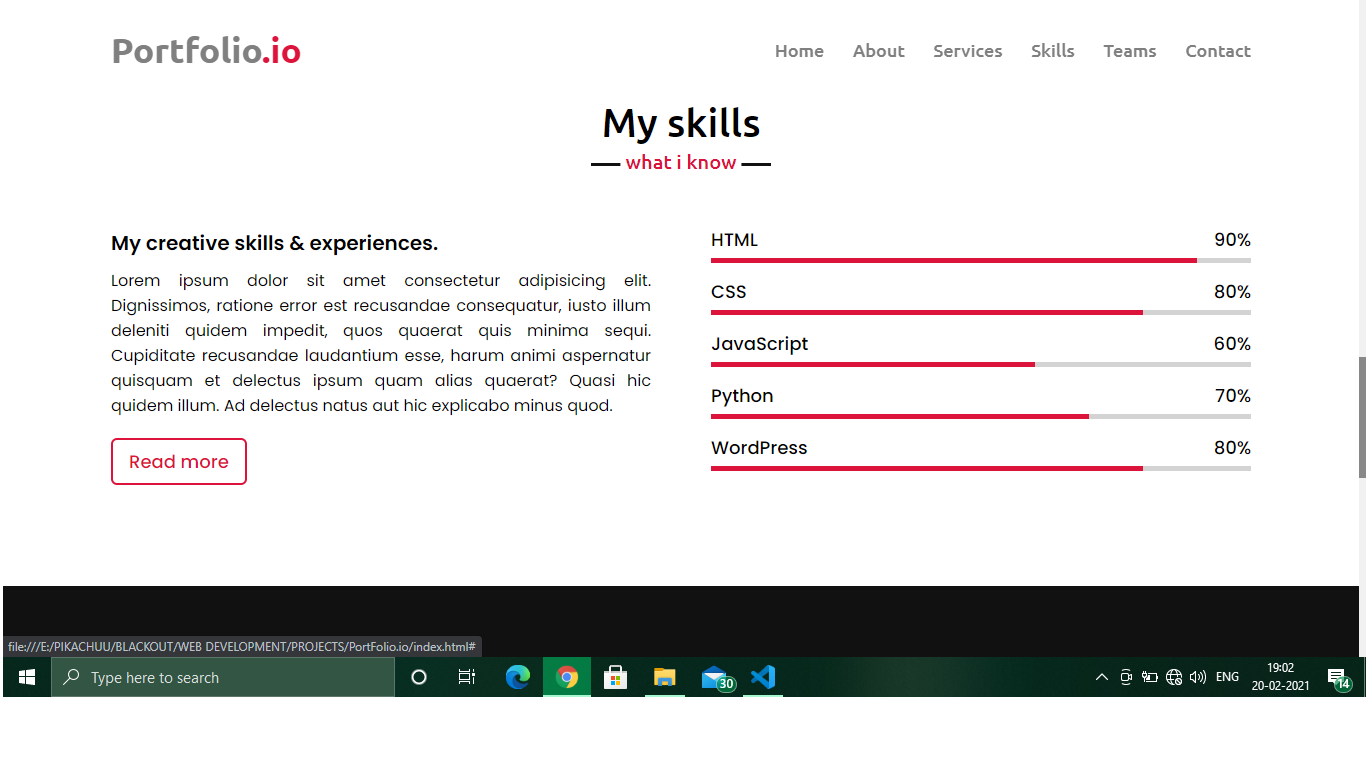 Portfolio.io
Home About Services Skills Teams Contact
My skills
what i know
My creative skills & experiences.
Lorem ipsum dolor sit amet consectetur adipisicing elit.
Dignissimos, ratione error est recusandae consequatur, iusto illum
deleniti quidem impedit, quos quaerat quis minima sequi.
Cupiditate recusandae laudantium esse, harum animi aspernatur
quisquam et delectus ipsum quam alias quaerat? Quasi hic
quidem illum. Ad delectus natus aut hic explicabo minus quod.
Read more
HTML 90%
CSS 80%
JavaScript 60%
Python 70%
WordPress 80%
file:///E:/PIKACHUU/BLACKOUT/WEB DEVELOPMENT/PROJECTS/PortFolio.io/index.html#
Type here to search
30
ENG
19:02
20-02-2021
14